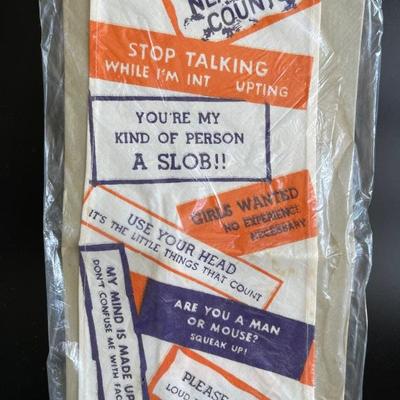 COUNT
STOP TALKING
WHILE I'M INT UPTING
YOU'RE MY
KIND OF PERSON
A SLOB!!
GIRLS WANTED
NO EXPERIENCE
NECESSARY
USE YOUR HEAD
IT'S THE LITTLE THINGS THAT COUNT
MY MIND IS MADE UP
DON'T CONFUSE ME WITH FAC
ARE YOU A MAN
OR MOUSE?
SQUEAK UP!
PLEASE
LOUD